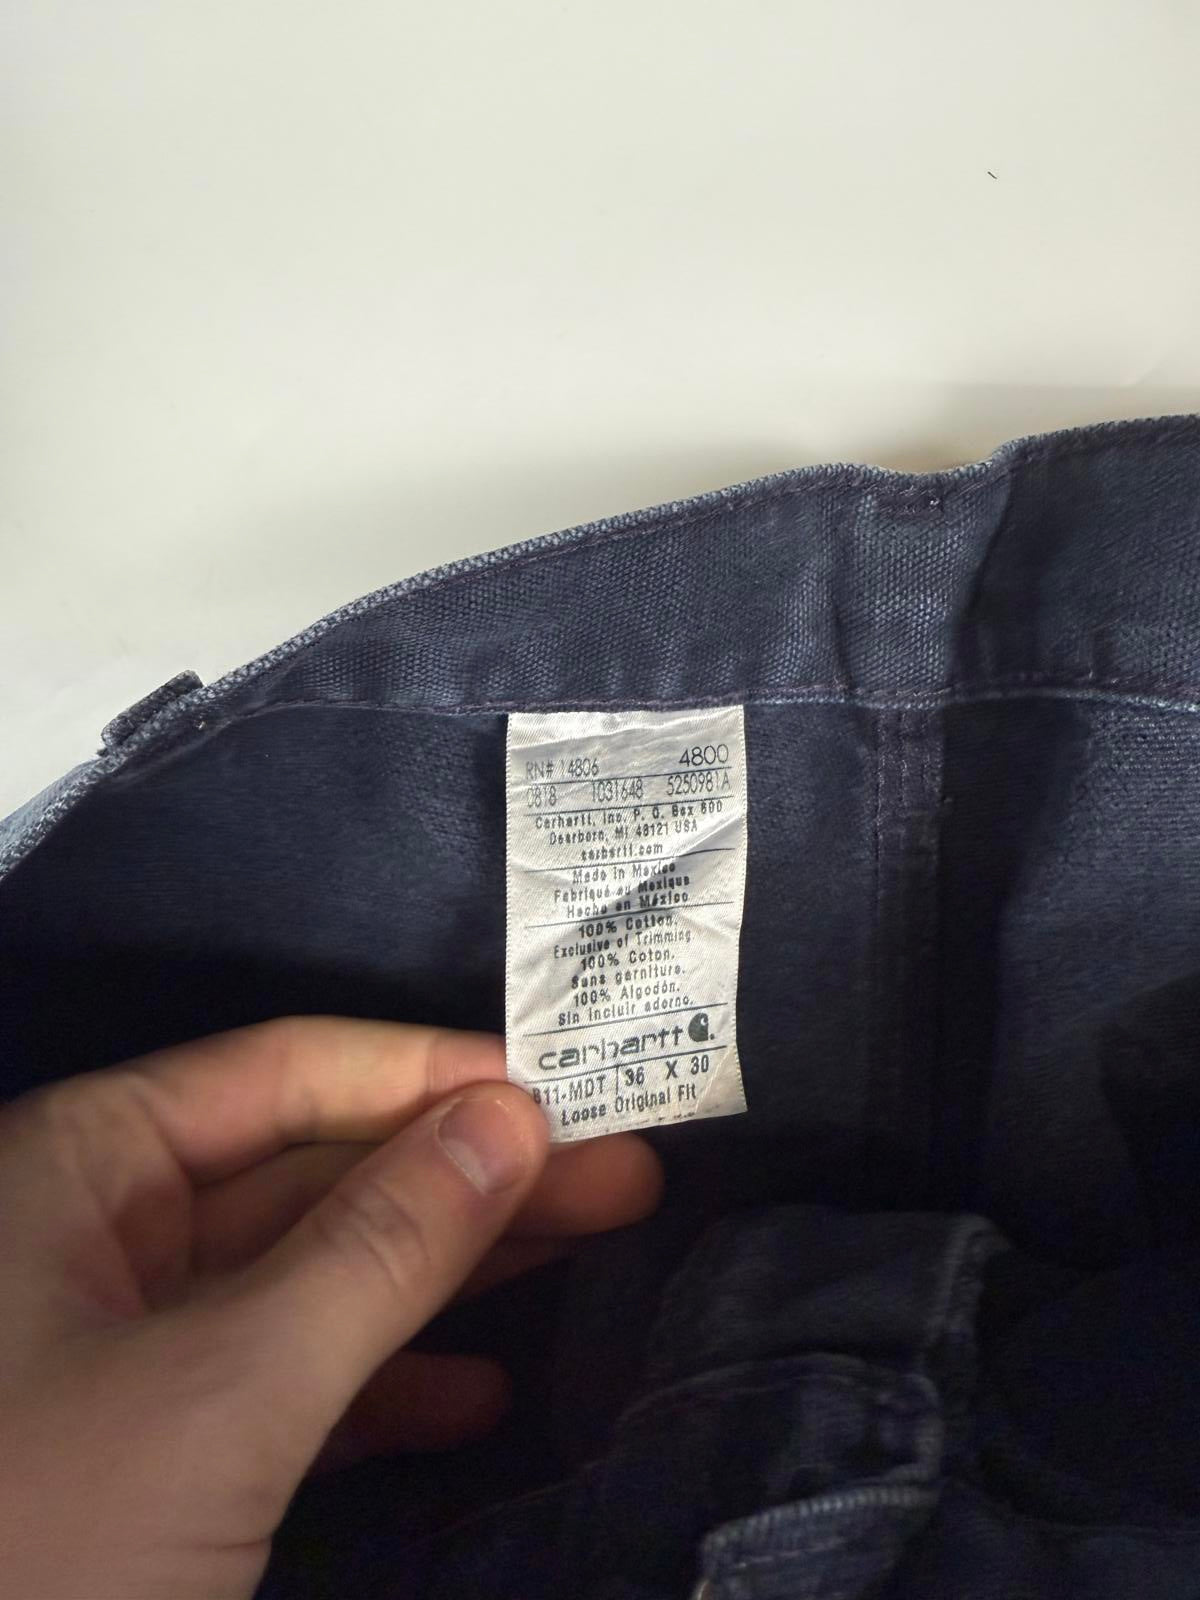 RN# 14806 4800
0818 1031648 5250981A
Carhartt, Inc. P. O. Box 600
Dearborn, MI 48121 USA
carhartt.com
Made in Mexico
Fabriqué au Mexique
Hecho en México
100% Cotton.
Exclusive of Trimming
100% Coton.
Sans garniture.
100% Algodón.
Sin incluir adorno.
carhartt
B11-MDT 36 X 30
Loose Original Fit